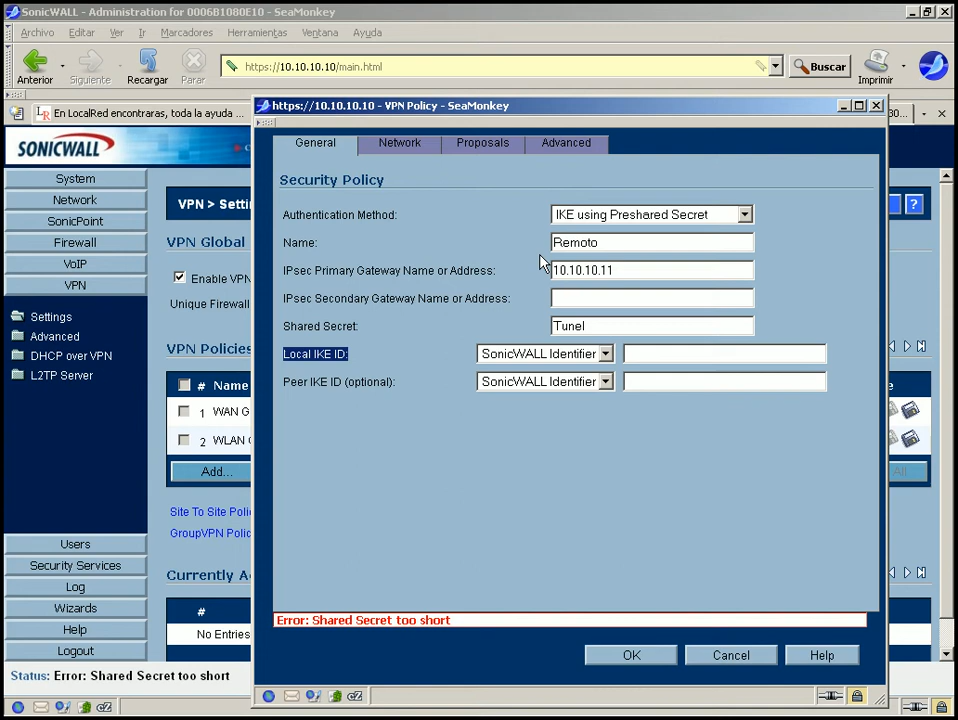 SonicWALL - Administration for 0006B1080E10 - SeaMonkey
Archivo Editar Ver Ir Marcadores Herramientas Ventana Ayuda
Anterior Siguiente Recargar Parar https://10.10.10.10/main.html Buscar Imprimir
En LocalRed encontraras, toda la ayuda ...
https://10.10.10.10 - VPN Policy - SeaMonkey
SONICWALL
General Network Proposals Advanced
Security Policy
Authentication Method: IKE using Preshared Secret
Name: Remoto
IPsec Primary Gateway Name or Address: 10.10.10.11
IPsec Secondary Gateway Name or Address:
Shared Secret: Tunel
Local IKE ID: SonicWALL Identifier
Peer IKE ID (optional): SonicWALL Identifier
Error: Shared Secret too short
OK Cancel Help
System
Network
SonicPoint
Firewall
VoIP
VPN
Settings
Advanced
DHCP over VPN
L2TP Server
Users
Security Services
Log
Wizards
Help
Logout
VPN > Setti
?
VPN Global
Enable VPN
Unique Firewall
VPN Policies
# Name
1 WAN G
2 WLAN
Add...
All...
Site To Site Poli
GroupVPN Polic
Currently A
#
No Entries
Status: Error: Shared Secret too short